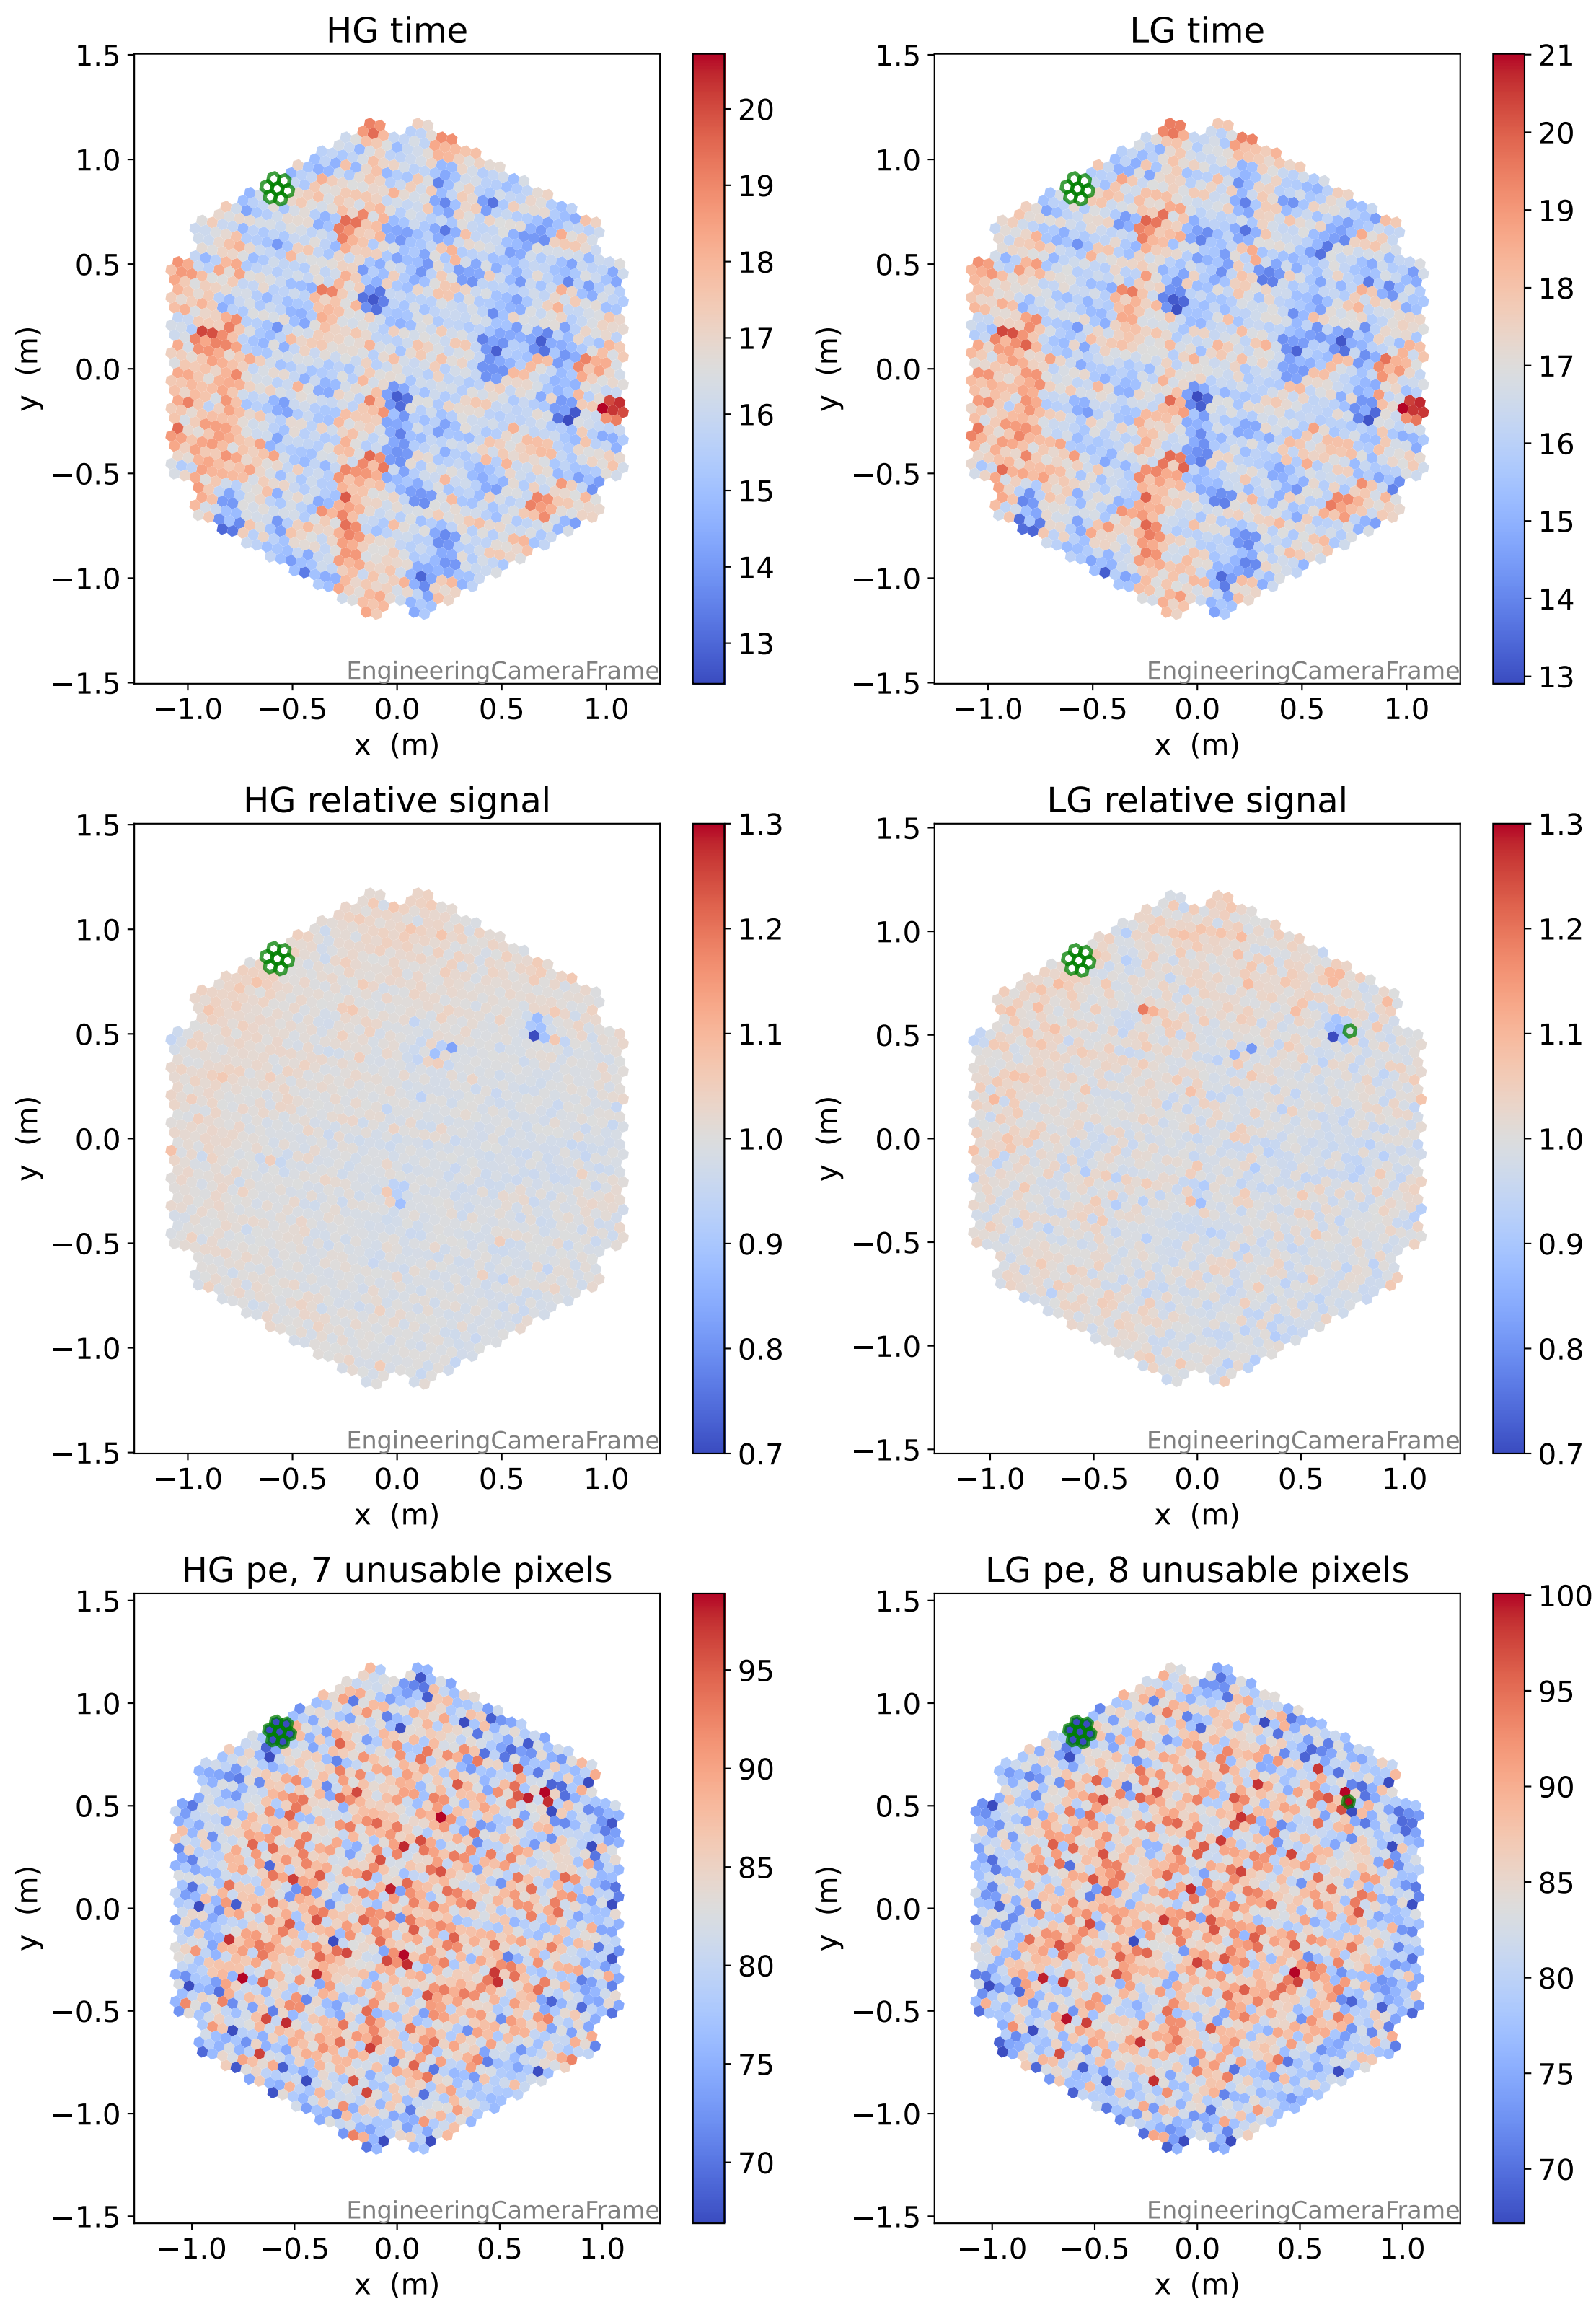 HG time
1.5
1.0
0.5
0.0
−0.5
−1.0
−1.5
y (m)
EngineeringCameraFrame
−1.0 −0.5 0.0 0.5 1.0
x (m)
20
19
18
17
16
15
14
13
LG time
1.5
1.0
0.5
0.0
−0.5
−1.0
−1.5
y (m)
EngineeringCameraFrame
−1.0 −0.5 0.0 0.5 1.0
x (m)
21
20
19
18
17
16
15
14
13
HG relative signal
1.5
1.0
0.5
0.0
−0.5
−1.0
−1.5
y (m)
EngineeringCameraFrame
−1.0 −0.5 0.0 0.5 1.0
x (m)
1.3
1.2
1.1
1.0
0.9
0.8
0.7
LG relative signal
1.5
1.0
0.5
0.0
−0.5
−1.0
−1.5
y (m)
EngineeringCameraFrame
−1.0 −0.5 0.0 0.5 1.0
x (m)
1.3
1.2
1.1
1.0
0.9
0.8
0.7
HG pe, 7 unusable pixels
1.5
1.0
0.5
0.0
−0.5
−1.0
−1.5
y (m)
EngineeringCameraFrame
−1.0 −0.5 0.0 0.5 1.0
x (m)
95
90
85
80
75
70
LG pe, 8 unusable pixels
1.5
1.0
0.5
0.0
−0.5
−1.0
−1.5
y (m)
EngineeringCameraFrame
−1.0 −0.5 0.0 0.5 1.0
x (m)
100
95
90
85
80
75
70